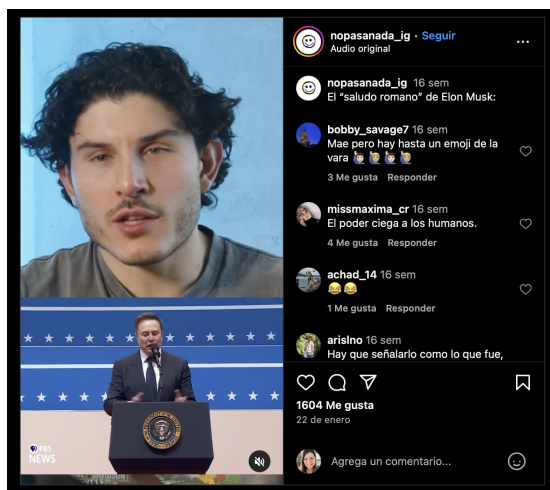 nopasanada_ig • Seguir
Audio original
nopasanada_ig 16 sem
El “saludo romano” de Elon Musk:
bobby_savage7 16 sem
Mae pero hay hasta un emoji de la
vara 🙋🏻‍♂️ 🙋🏼‍♂️ 🙋🏻‍♂️ 🙋🏼‍♂️
3 Me gusta Responder
missmaxima_cr 16 sem
El poder ciega a los humanos.
4 Me gusta Responder
achad_14 16 sem
😂😂
1 Me gusta Responder
arislno 16 sem
Hay que señalarlo como lo que fue,
1604 Me gusta
22 de enero
Agrega un comentario...
PBS
NEWS